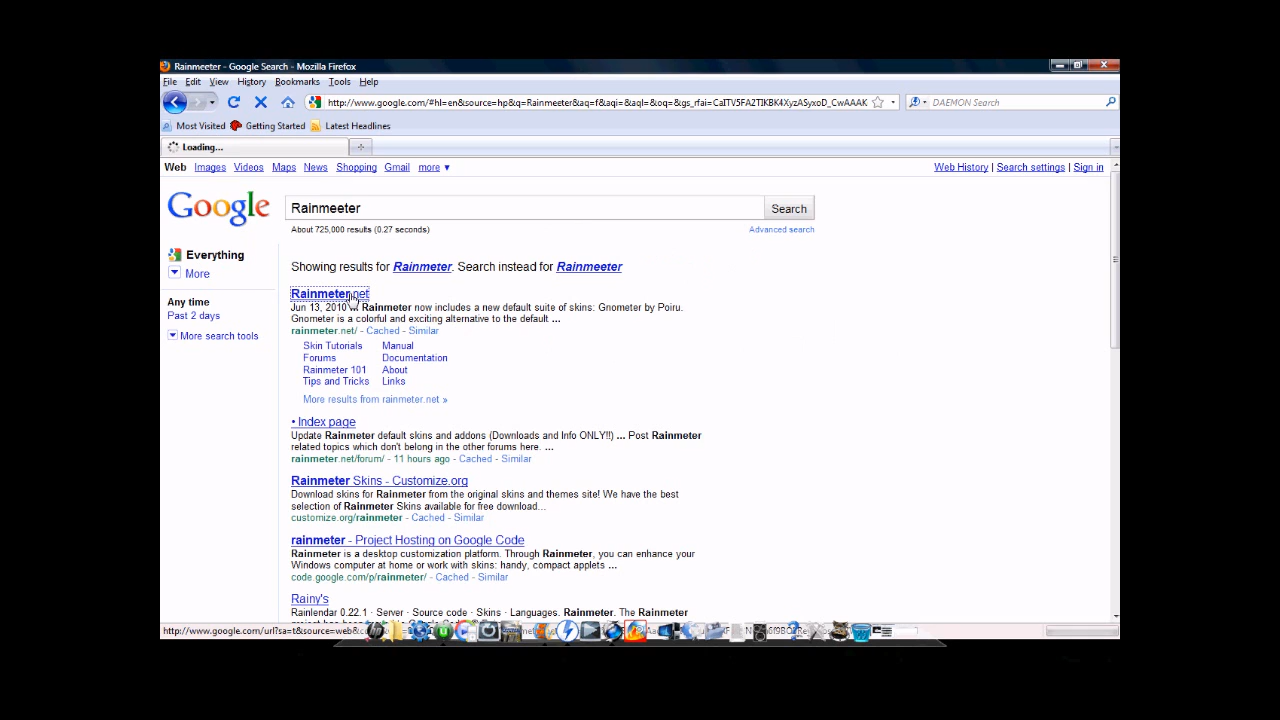 Rainmeeter - Google Search - Mozilla Firefox
File Edit View History Bookmarks Tools Help
http://www.google.com/#hl=en&source=hp&q=Rainmeeter&aq=f&aqi=&aql=&oq=&gs_rfai=CaITV5FA2TIKBK4XyzASyxoD_CwAAAK
DAEMON Search
Most Visited Getting Started Latest Headlines
Loading...
Web Images Videos Maps News Shopping Gmail more ▼
Web History | Search settings | Sign in
Google
Rainmeeter
Search
About 725,000 results (0.27 seconds)
Advanced search
Everything
More
Any time
Past 2 days
More search tools
Showing results for Rainmeter. Search instead for Rainmeeter
Rainmeter.net
Jun 13, 2010 ... Rainmeter now includes a new default suite of skins: Gnometer by Poiru.
Gnometer is a colorful and exciting alternative to the default ...
rainmeter.net/ - Cached - Similar
Skin Tutorials Manual
Forums Documentation
Rainmeter 101 About
Tips and Tricks Links
More results from rainmeter.net »
• Index page
Update Rainmeter default skins and addons (Downloads and Info ONLY!!) ... Post Rainmeter
related topics which don't belong in the other forums here. ...
rainmeter.net/forum/ - 11 hours ago - Cached - Similar
Rainmeter Skins - Customize.org
Download skins for Rainmeter from the original skins and themes site! We have the best
selection of Rainmeter Skins available for free download...
customize.org/rainmeter - Cached - Similar
rainmeter - Project Hosting on Google Code
Rainmeter is a desktop customization platform. Through Rainmeter, you can enhance your
Windows computer at home or work with skins: handy, compact applets ...
code.google.com/p/rainmeter/ - Cached - Similar
Rainy's
Rainlendar 0.22.1 · Server · Source code · Skins · Languages. Rainmeter. The Rainmeter
http://www.google.com/url?sa=t&source=web&c